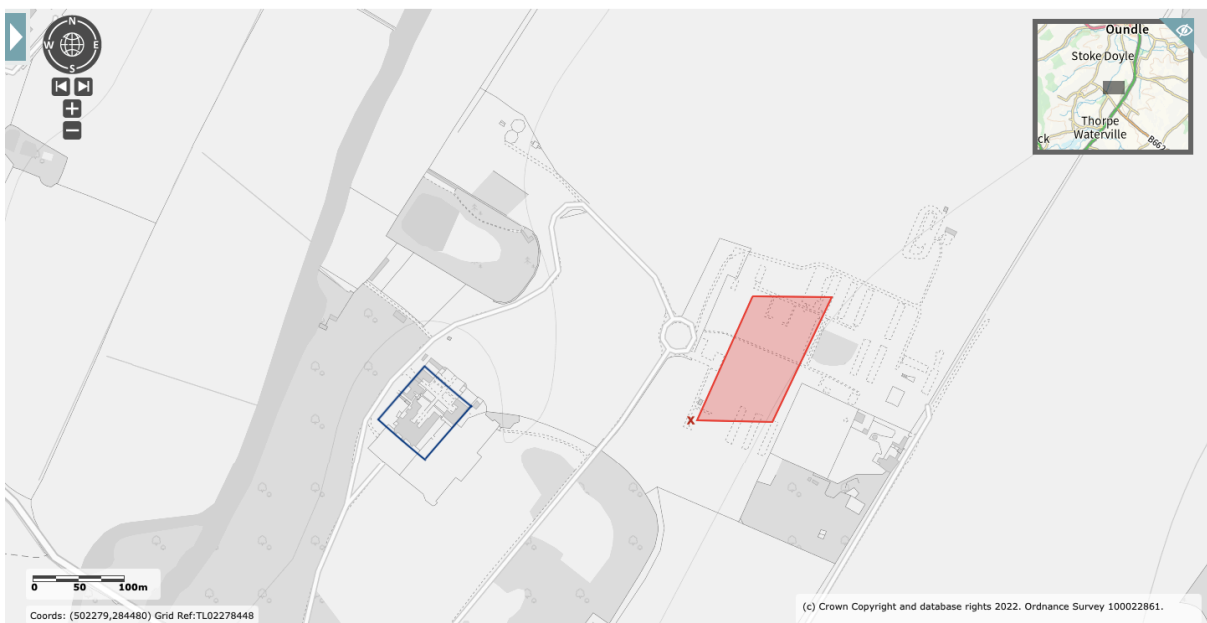 N
W E
S
Oundle
Stoke Doyle
Thorpe
Waterville
ck
B662
x
0 50 100m
Coords: (502279,284480) Grid Ref:TL02278448
(c) Crown Copyright and database rights 2022. Ordnance Survey 100022861.